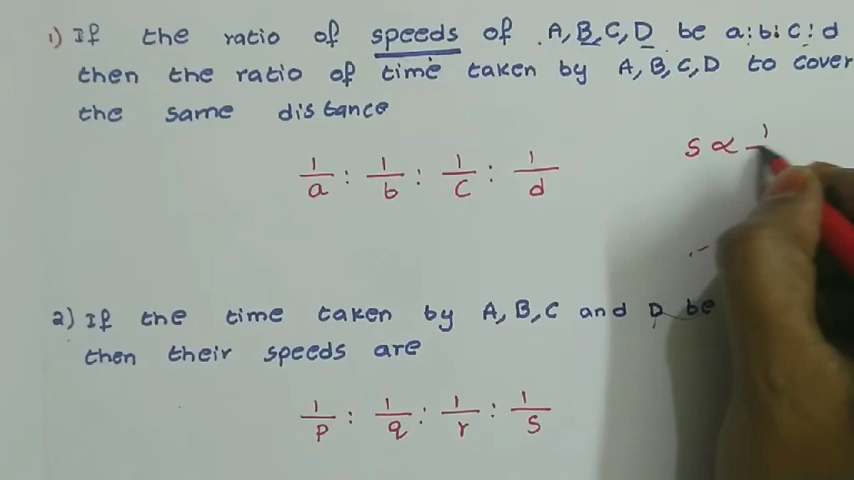 1) If the ratio of speeds of A, B, C, D be a : b : c : d
then the ratio of time taken by A, B, C, D to cover
the same distance
1/a : 1/b : 1/c : 1/d
S ∝ 1
2) If the time taken by A, B, C and D be
then their speeds are
1/p : 1/q : 1/r : 1/s